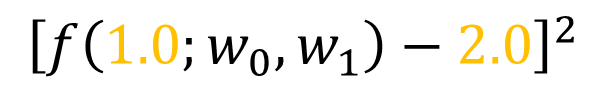 [f(1.0; w₀, w₁) − 2.0]²